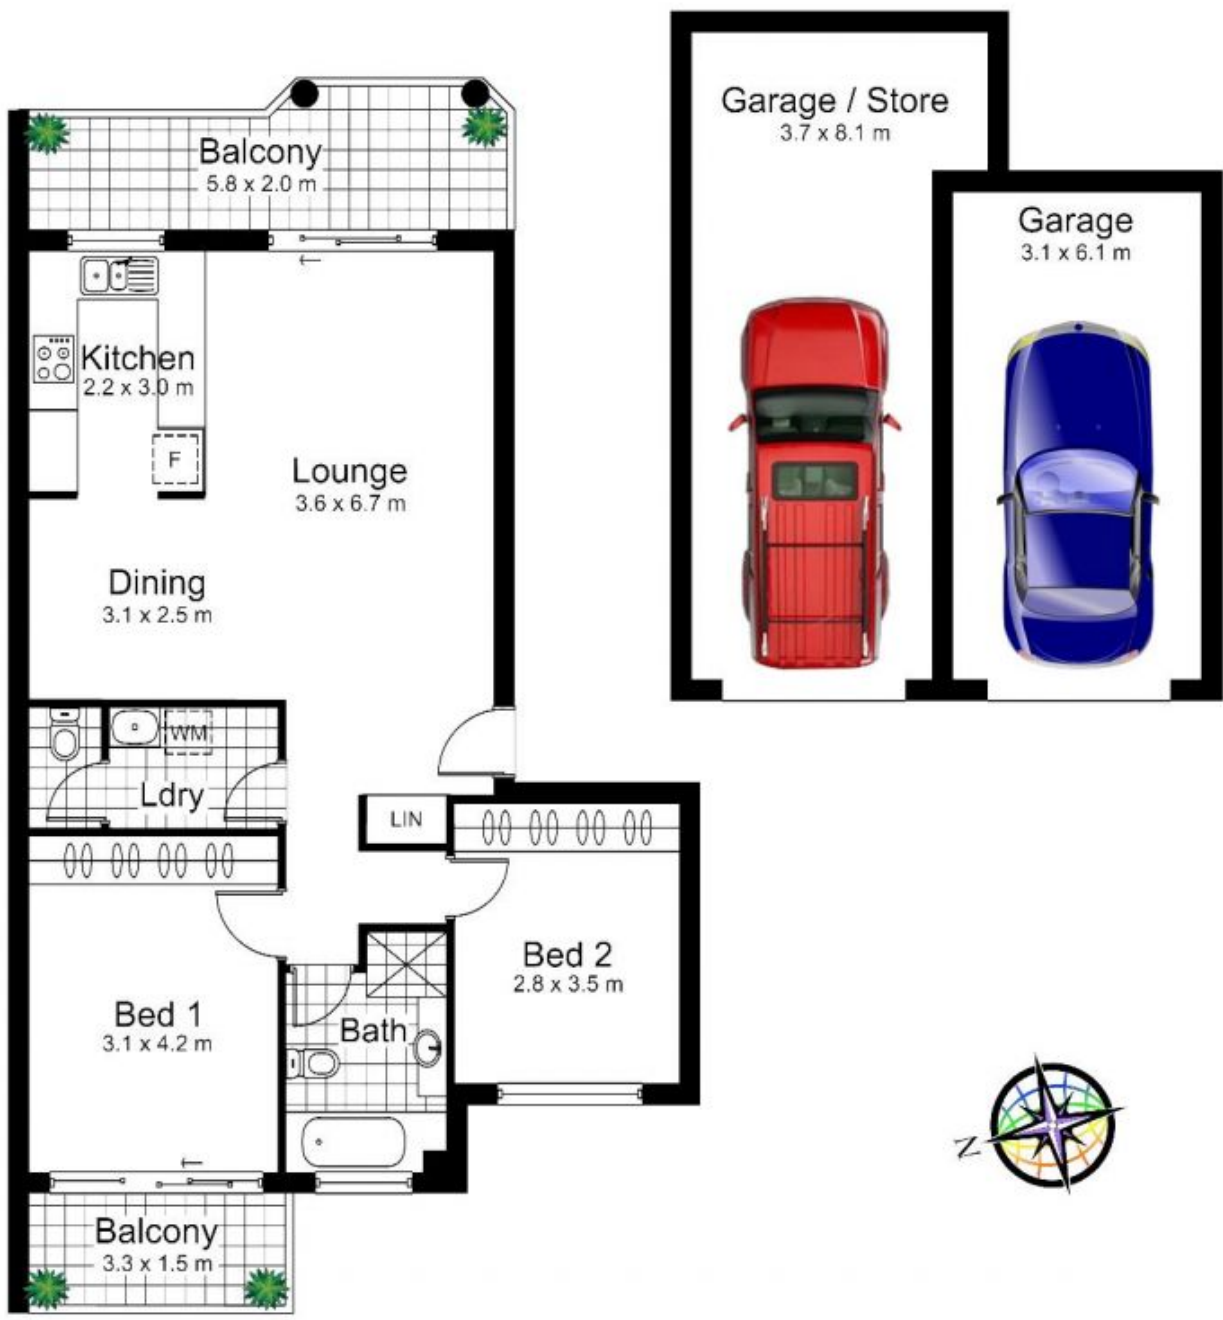 Garage / Store
3.7 x 8.1 m
Balcony
5.8 x 2.0 m
Garage
3.1 x 6.1 m
Kitchen
2.2 x 3.0 m
F
Lounge
3.6 x 6.7 m
Dining
3.1 x 2.5 m
WM
Ldry
LIN
Bed 2
2.8 x 3.5 m
Bed 1
3.1 x 4.2 m
Bath
N
Balcony
3.3 x 1.5 m